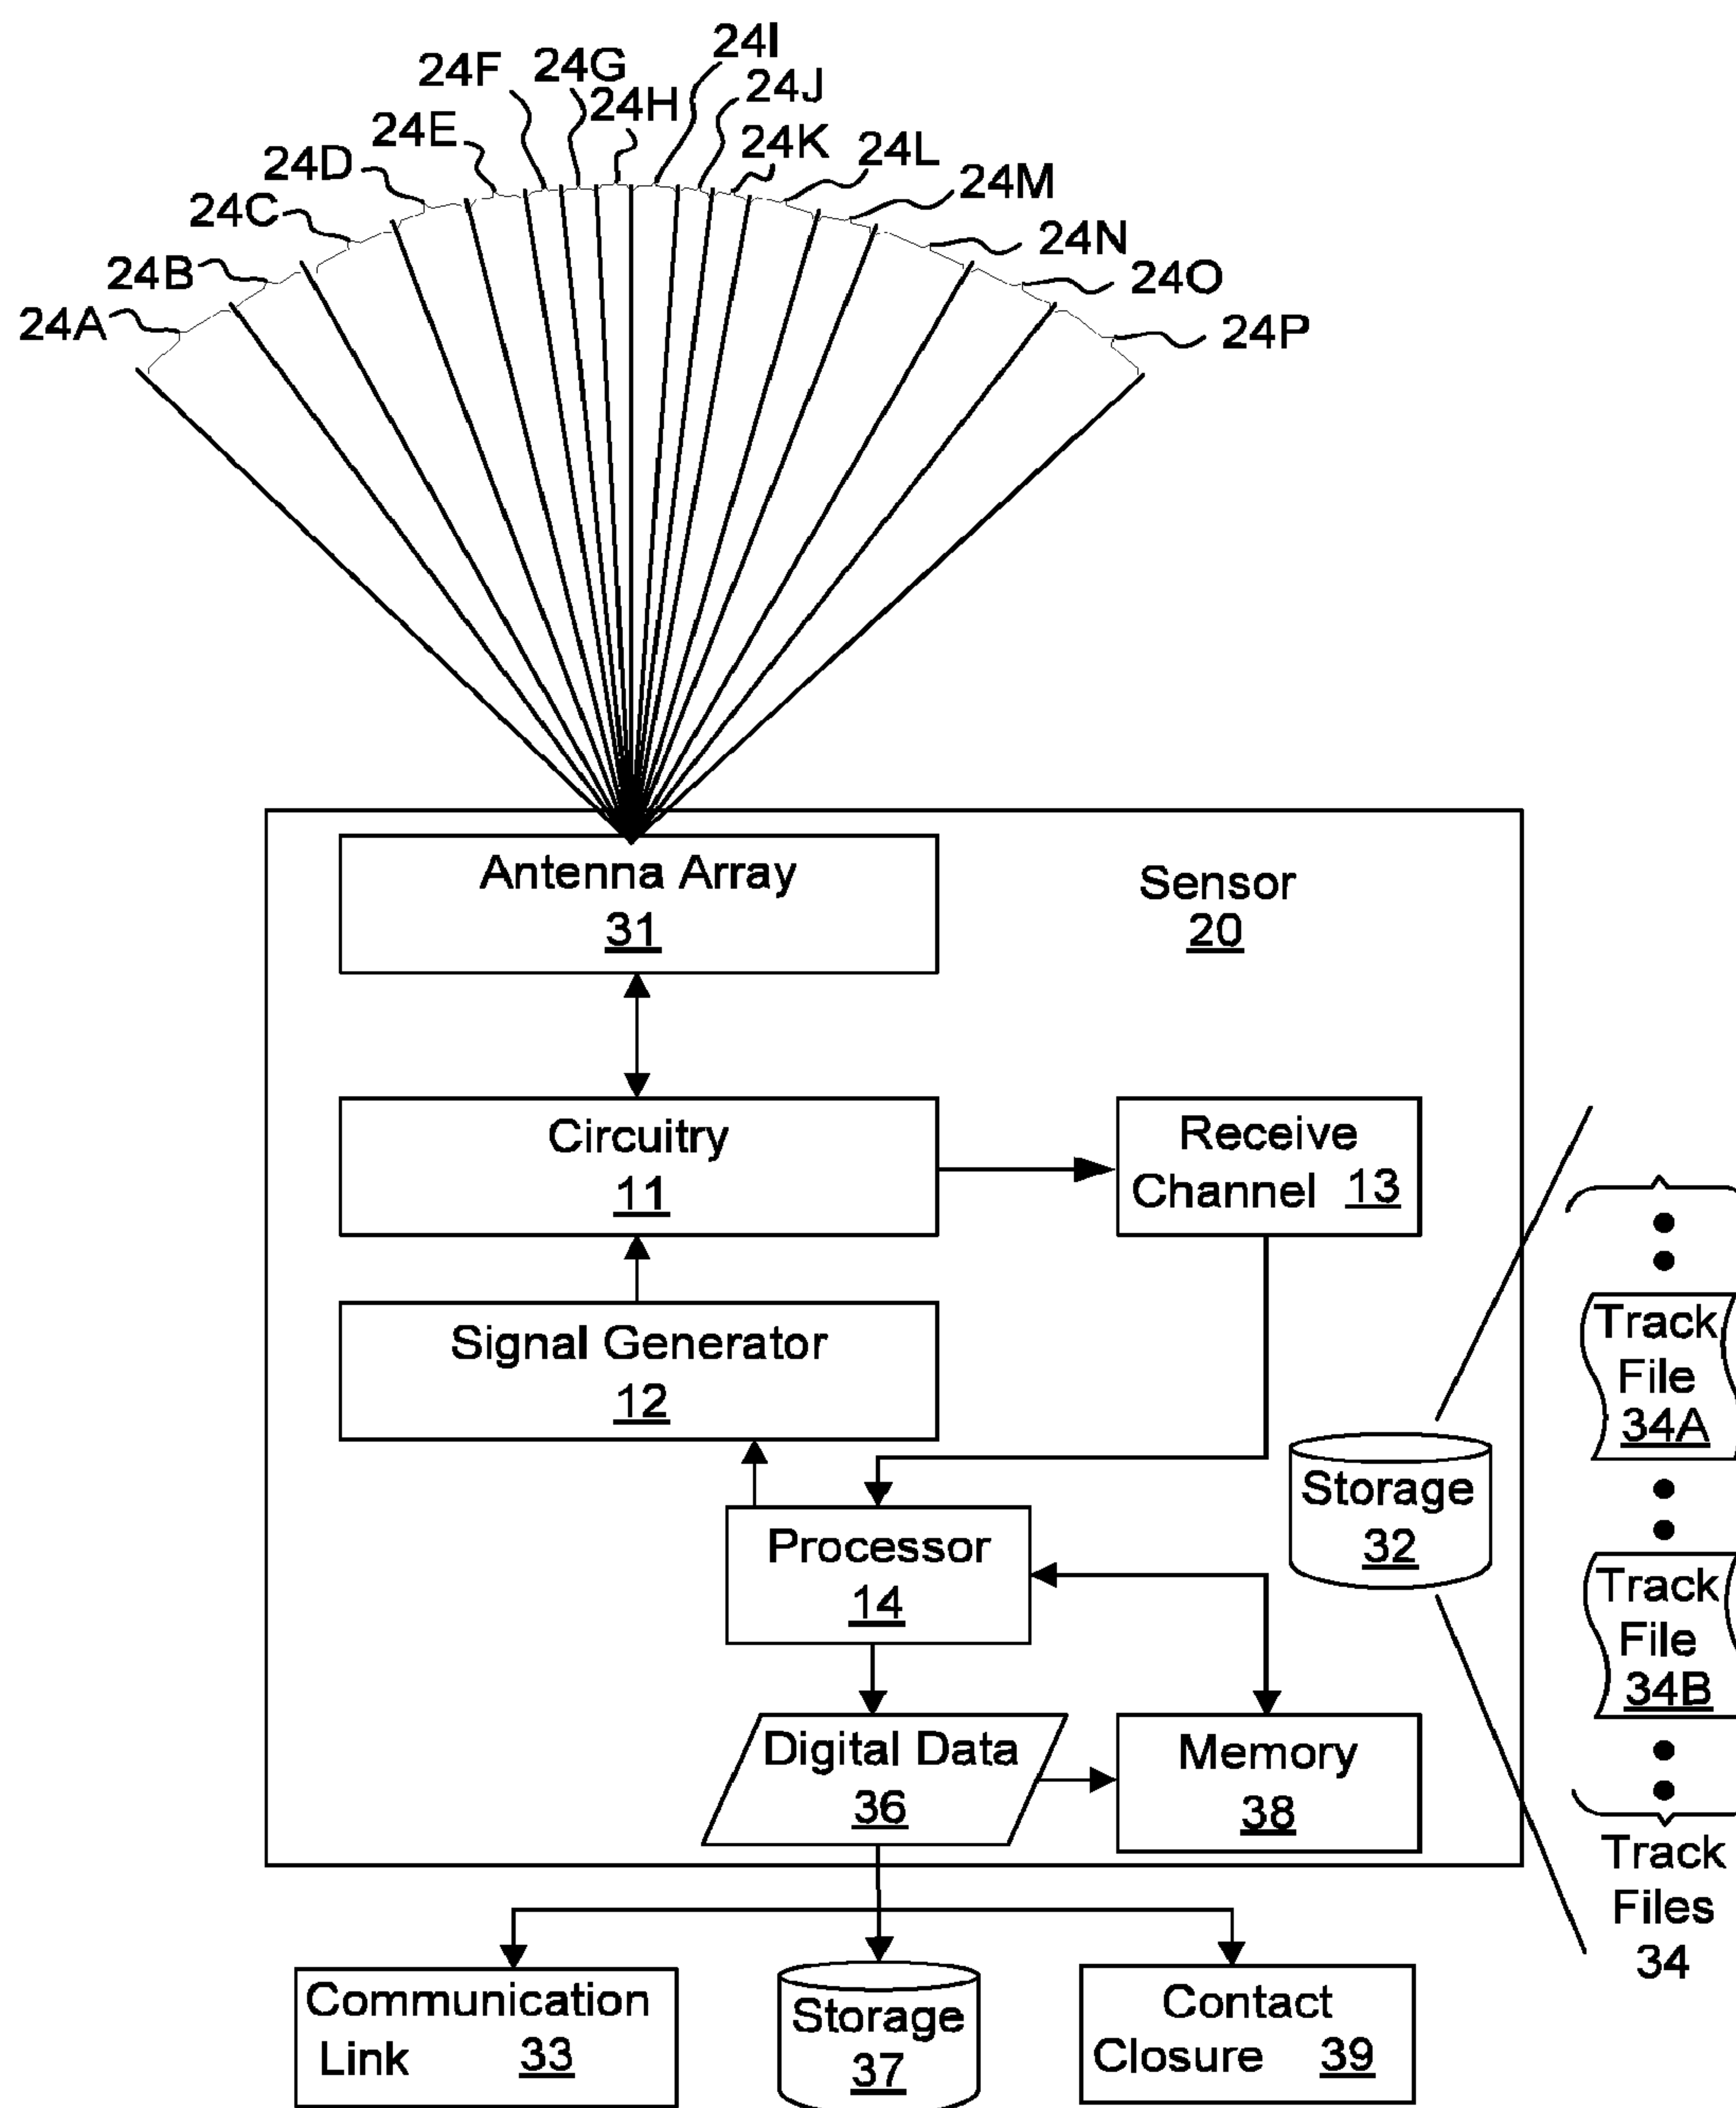 24I
24G
24F
24J
24H
24E
24K
24L
24D
24M
24C
24N
24B
24O
24A
24P
Antenna Array
31
Sensor
20
Circuitry
11
Receive
Channel 13
Signal Generator
12
Track
File
34A
Storage
32
Processor
14
Track
File
34B
Digital Data
36
Memory
38
Track
Files
34
Communication
Link 33
Storage
37
Contact
Closure 39